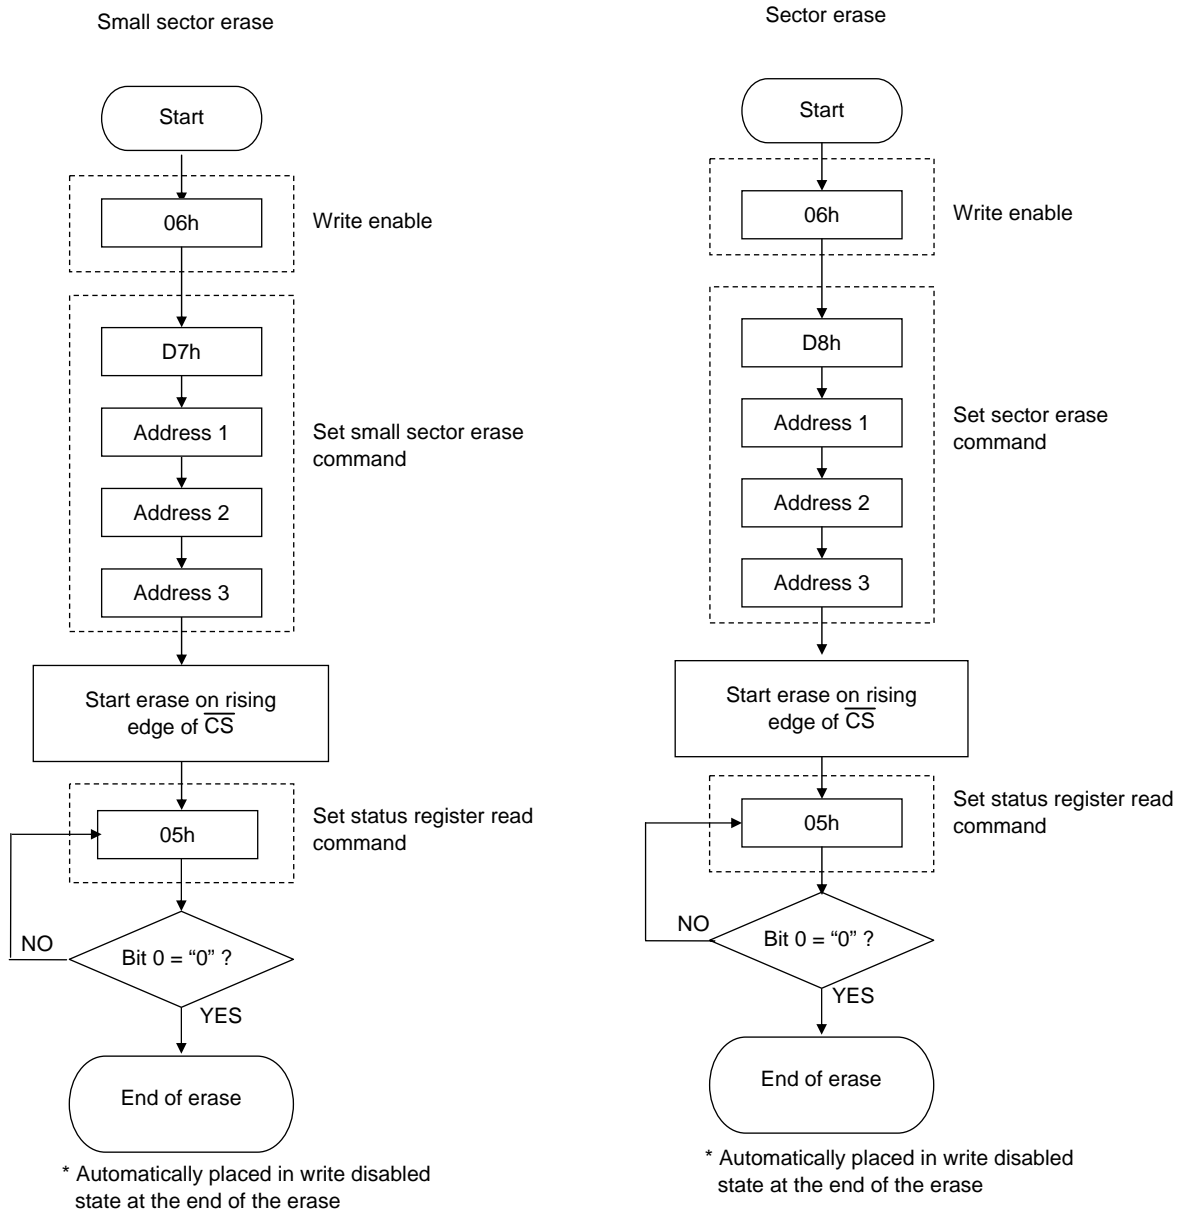 Small sector erase
Start
06h
Write enable
D7h
Address 1
Set small sector erase
command
Address 2
Address 3
Start erase on rising
edge of C̅S̅
05h
Set status register read
command
NO
Bit 0 = “0” ?
YES
End of erase
* Automatically placed in write disabled
state at the end of the erase
Sector erase
Start
06h
Write enable
D8h
Address 1
Set sector erase
command
Address 2
Address 3
Start erase on rising
edge of C̅S̅
05h
Set status register read
command
NO
Bit 0 = “0” ?
YES
End of erase
* Automatically placed in write disabled
state at the end of the erase